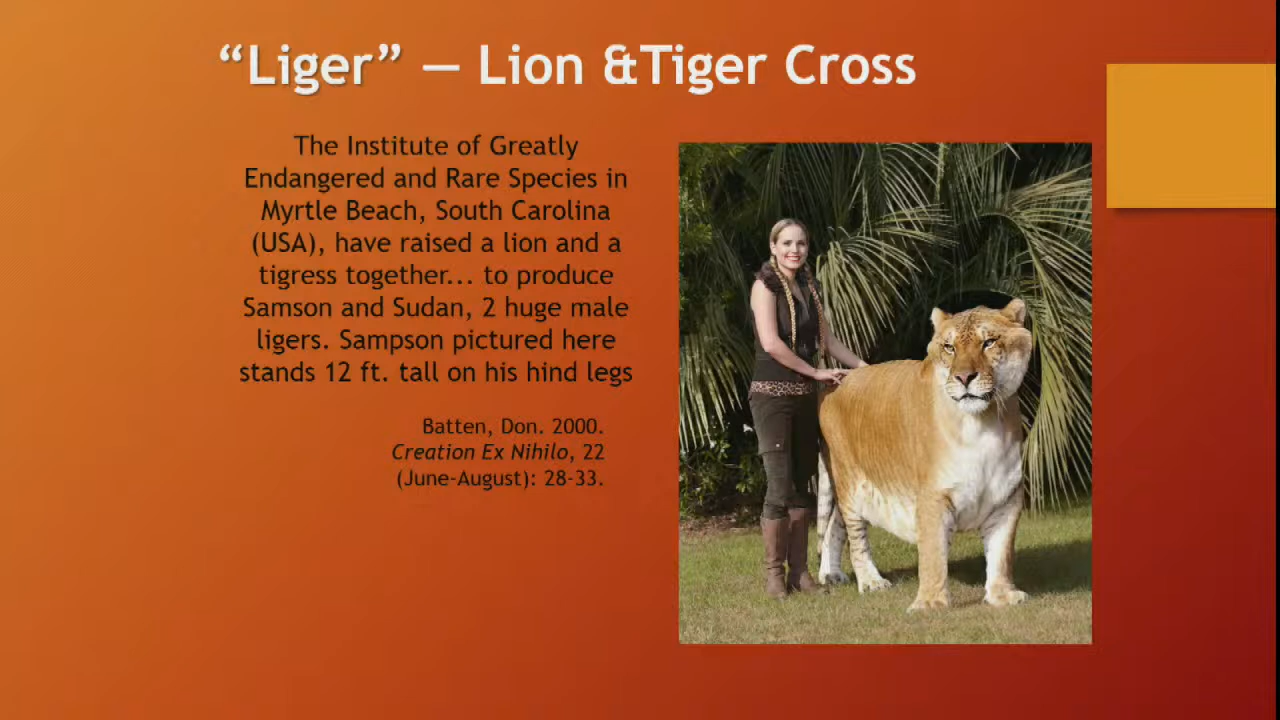 “Liger” — Lion &Tiger Cross
The Institute of Greatly
Endangered and Rare Species in
Myrtle Beach, South Carolina
(USA), have raised a lion and a
tigress together... to produce
Samson and Sudan, 2 huge male
ligers. Sampson pictured here
stands 12 ft. tall on his hind legs
Batten, Don. 2000.
Creation Ex Nihilo, 22
(June-August): 28-33.